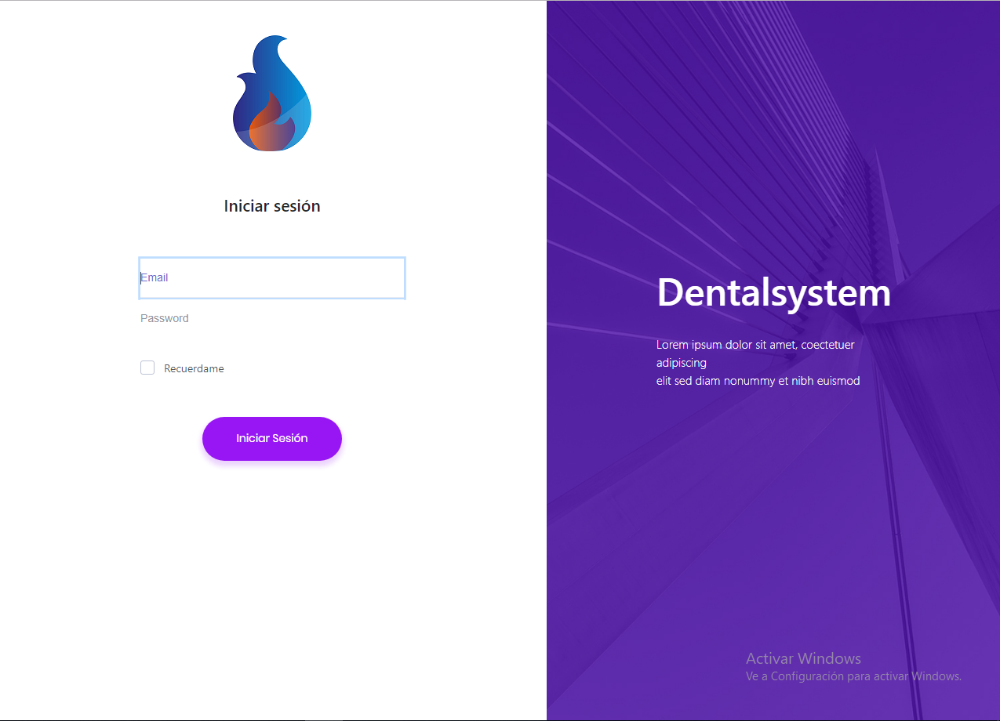 Iniciar sesión
Email
Password
Recuerdame
Iniciar Sesión
Dentalsystem
Lorem ipsum dolor sit amet, coectetuer
adipiscing
elit sed diam nonummy et nibh euismod
Activar Windows
Ve a Configuración para activar Windows.